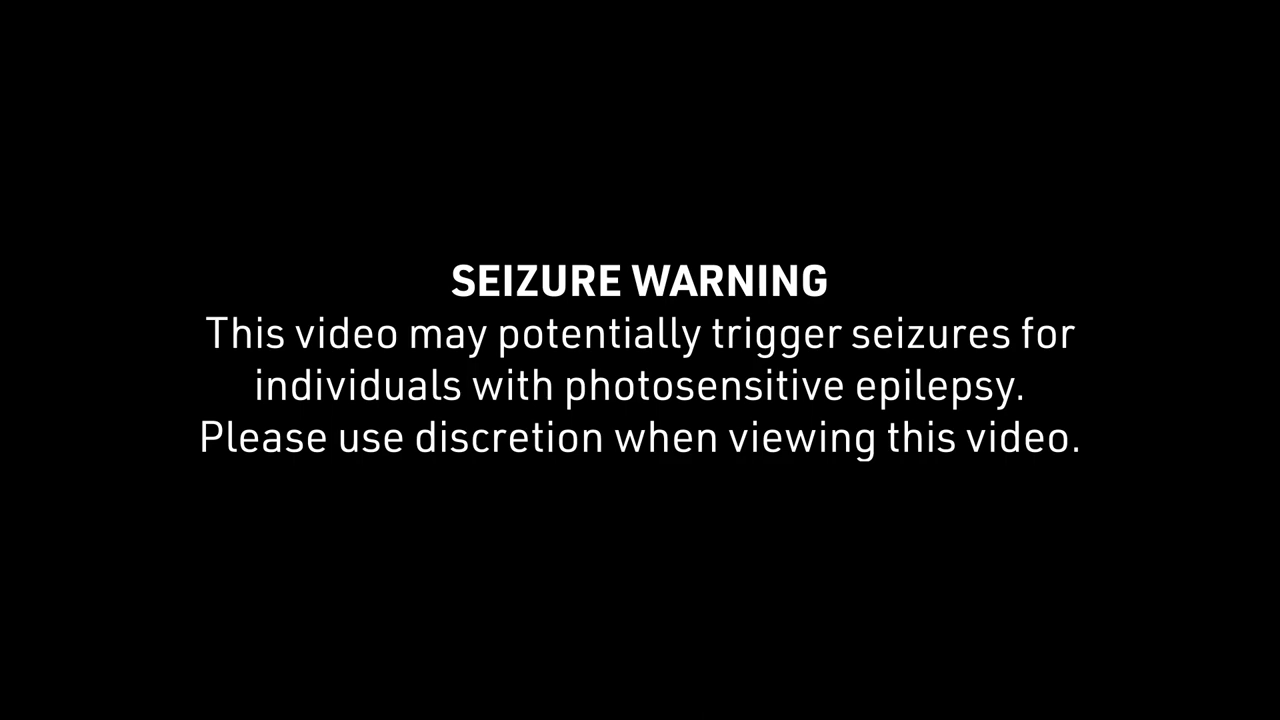 SEIZURE WARNING
This video may potentially trigger seizures for
individuals with photosensitive epilepsy.
Please use discretion when viewing this video.